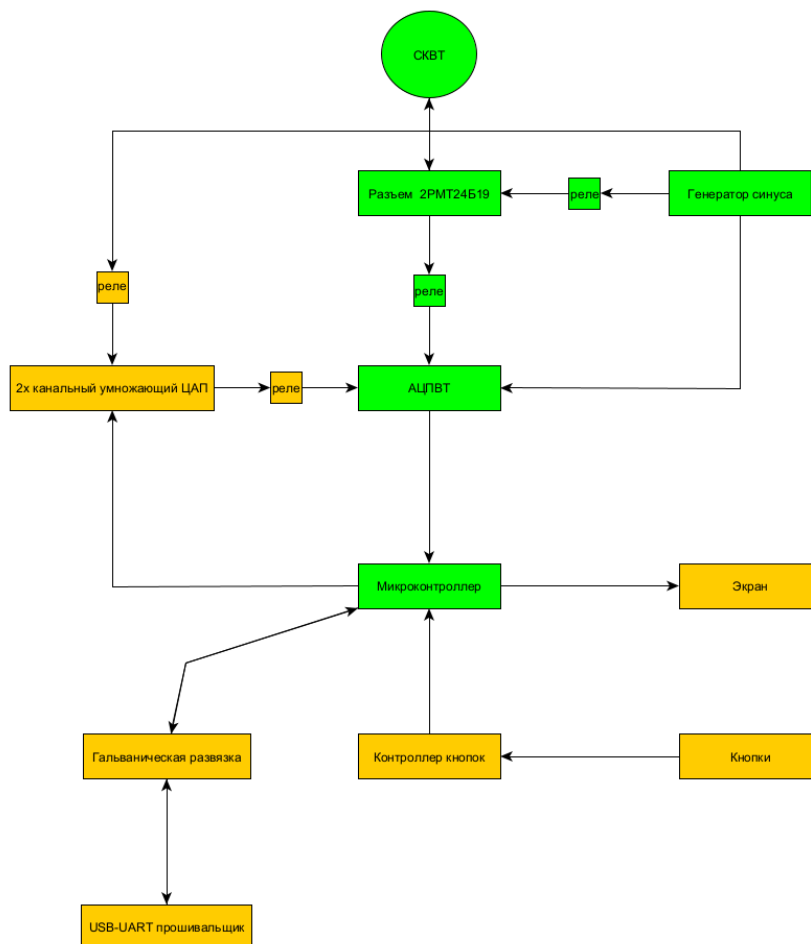 СКВТ
Разъем 2РМТ24Б19
реле
Генератор синуса
реле
реле
2х канальный умножающий ЦАП
реле
АЦПВТ
Микроконтроллер
Экран
Гальваническая развязка
Контроллер кнопок
Кнопки
USB-UART прошивальщик